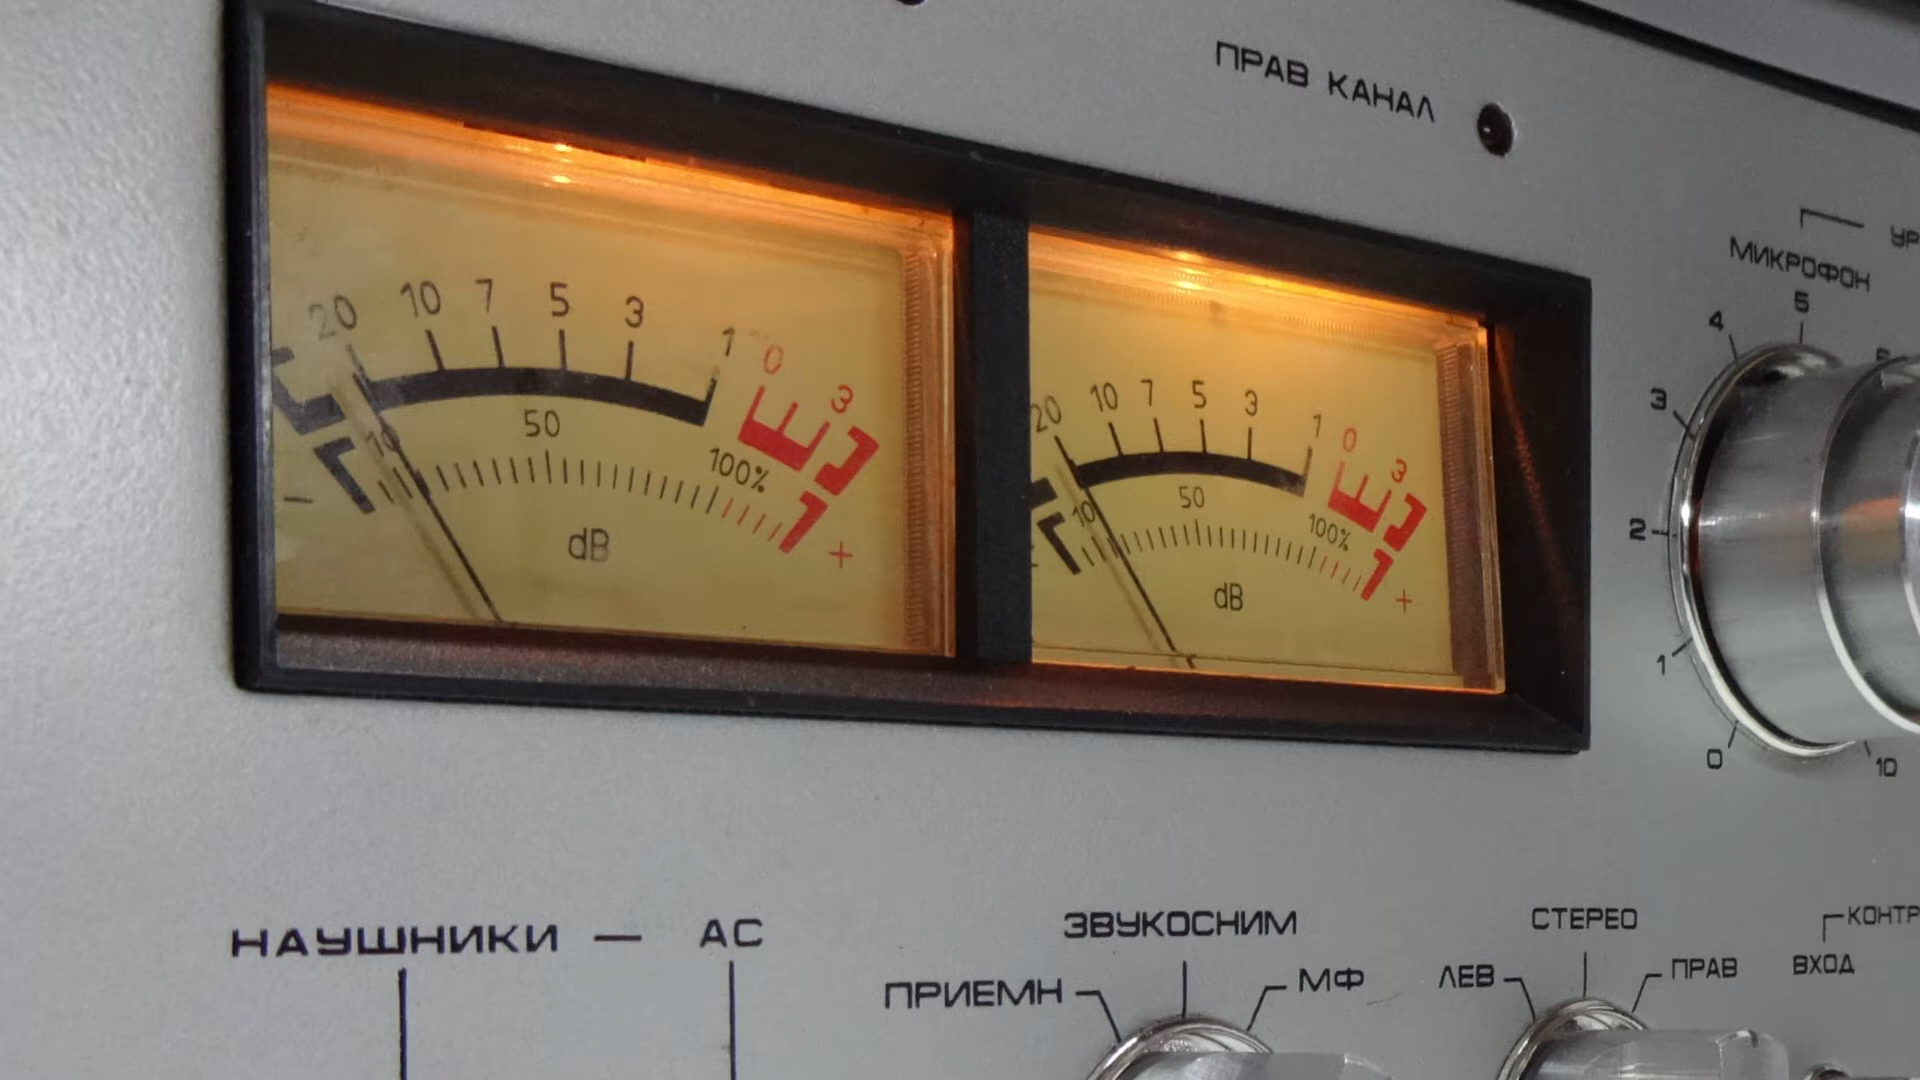 ПРАВ КАНАЛ
20 10 7 5 3 1 0 3
10 50 100%
− dB +
20 10 7 5 3 1 0 3
10 50 100%
dB +
МИКРОФОН
5
4
3
2
1
0
10
НАУШНИКИ — АС
ЗВУКОСНИМ
ПРИЕМН
МФ
СТЕРЕО
ЛЕВ
ПРАВ
ВХОД